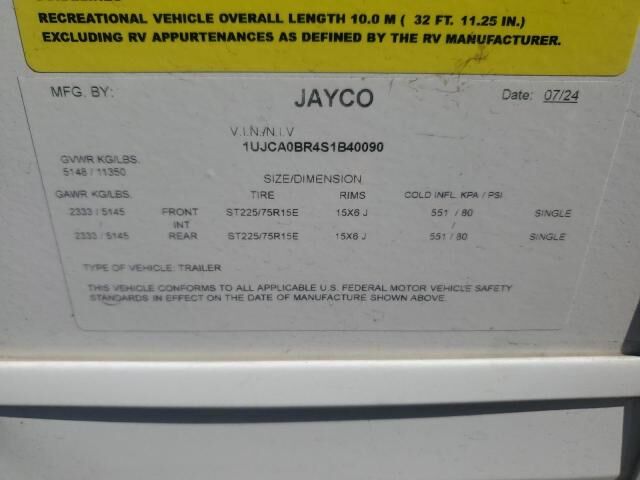 RECREATIONAL VEHICLE OVERALL LENGTH 10.0 M ( 32 FT. 11.25 IN.)
EXCLUDING RV APPURTENANCES AS DEFINED BY THE RV MANUFACTURER.
MFG. BY: JAYCO Date: 07/24
V.I.N./N.I.V
1UJCA0BR4S1B40090
GVWR KG/LBS.
5148 / 11350
SIZE/DIMENSION
GAWR KG/LBS. TIRE RIMS COLD INFL. KPA / PSI
2333 / 5145 FRONT ST225/75R15E 15X6 J 551 / 80 SINGLE
/ INT /
2333 / 5145 REAR ST225/75R15E 15X6 J 551 / 80 SINGLE
TYPE OF VEHICLE: TRAILER
THIS VEHICLE CONFORMS TO ALL APPLICABLE U.S. FEDERAL MOTOR VEHICLE SAFETY
STANDARDS IN EFFECT ON THE DATE OF MANUFACTURE SHOWN ABOVE.